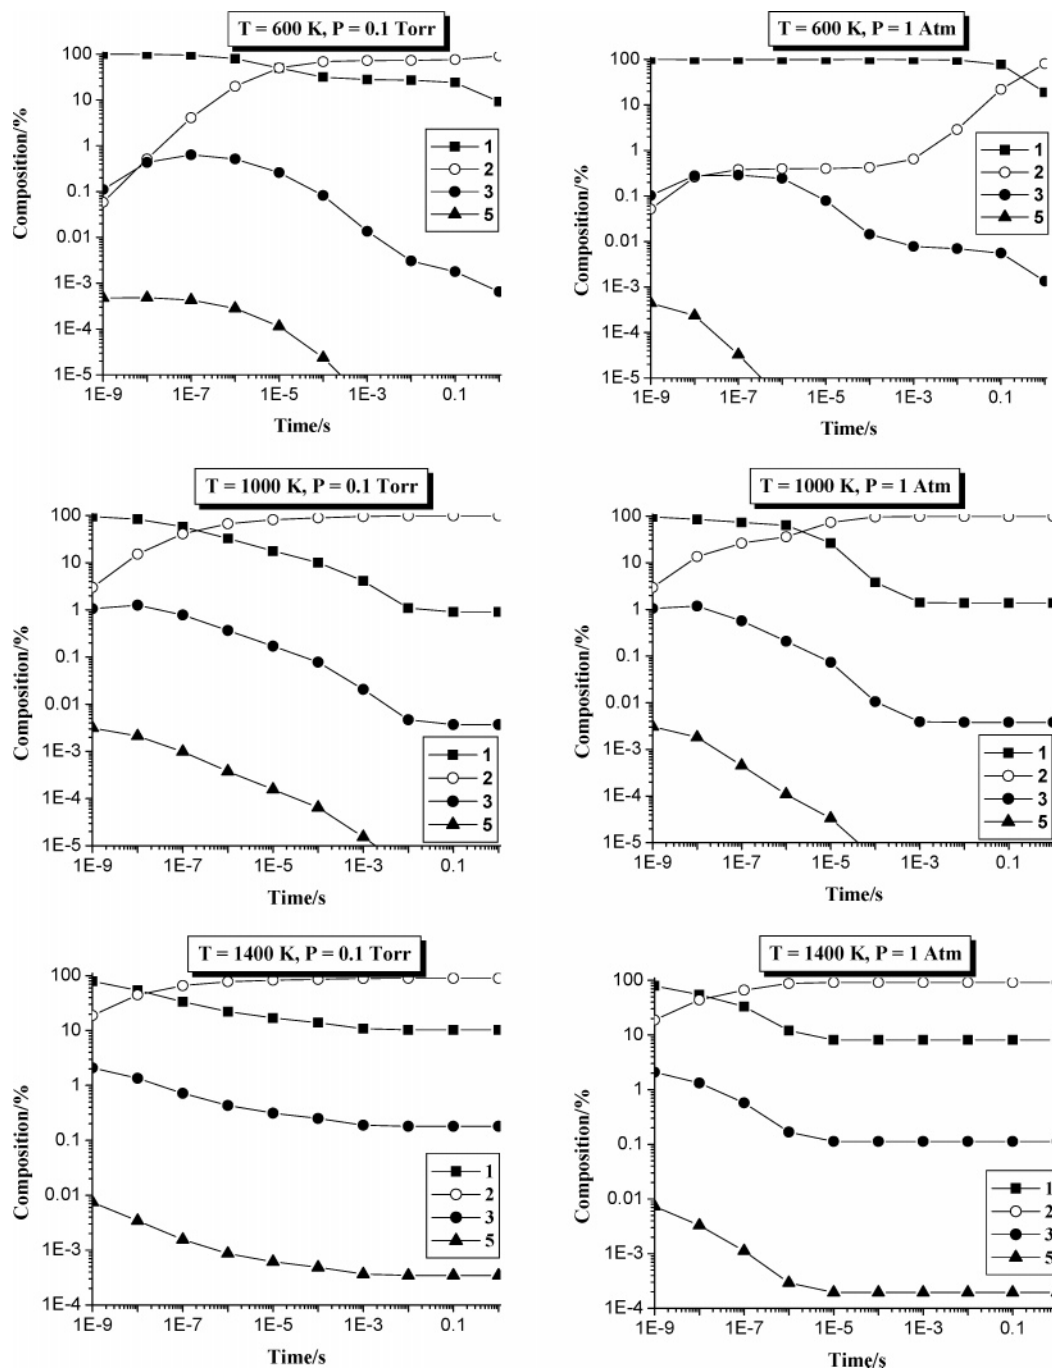 T = 600 K, P = 0.1 Torr
Composition/%
100
10
1
0.1
0.01
1E-3
1E-4
1E-5
1
2
3
5
1E-9 1E-7 1E-5 1E-3 0.1
Time/s
T = 600 K, P = 1 Atm
Composition/%
100
10
1
0.1
0.01
1E-3
1E-4
1E-5
1
2
3
5
1E-9 1E-7 1E-5 1E-3 0.1
Time/s
T = 1000 K, P = 0.1 Torr
Composition/%
100
10
1
0.1
0.01
1E-3
1E-4
1E-5
1
2
3
5
1E-9 1E-7 1E-5 1E-3 0.1
Time/s
T = 1000 K, P = 1 Atm
Composition/%
100
10
1
0.1
0.01
1E-3
1E-4
1E-5
1
2
3
5
1E-9 1E-7 1E-5 1E-3 0.1
Time/s
T = 1400 K, P = 0.1 Torr
Composition/%
100
10
1
0.1
0.01
1E-3
1E-4
1
2
3
5
1E-9 1E-7 1E-5 1E-3 0.1
Time/s
T = 1400 K, P = 1 Atm
Composition/%
100
10
1
0.1
0.01
1E-3
1E-4
1
2
3
5
1E-9 1E-7 1E-5 1E-3 0.1
Time/s